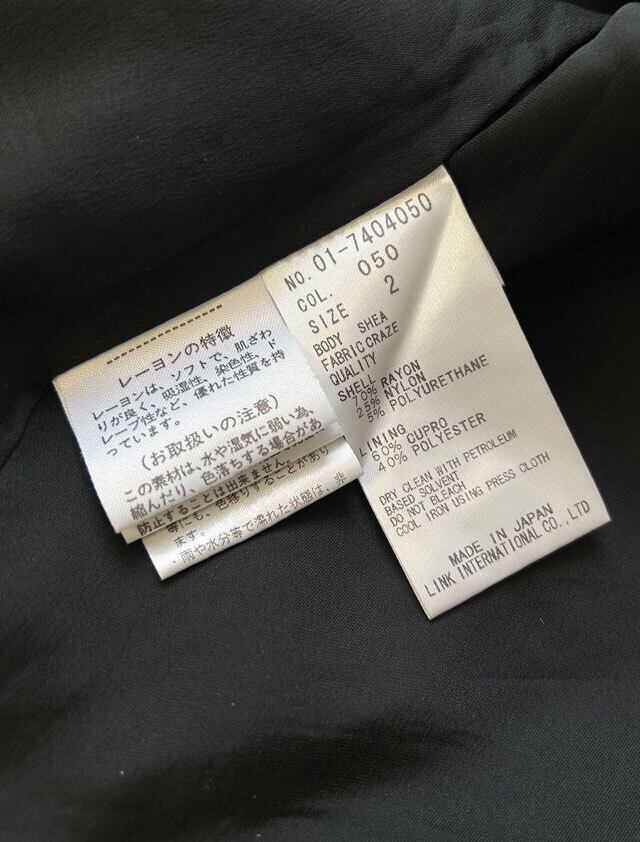 レーヨンの特徴
レーヨンは、ソフトで、肌ざわ
りが良く、吸湿性、染色性、ド
レープ性など、優れた性質を持
っています。
(お取扱いの注意)
この素材は、水や湿気に弱い為、
縮んだり、色落ちする場合があ
防止することは出来ません。
等にも、色移りすることがあり
ます。
・雨や水分等で濡れた状態は、非
NO. 01-7404050
COL. 050
SIZE 2
BODY SHEA
FABRIC CRAZE
QUALITY
SHELL
0% RAYON
25% NYLON
5% POLYURETHANE
LINING
60% CUPRO
40% POLYESTER
DRY CLEAN WITH PETROLEUM
BASED SOLVENT
DO NOT BLEACH
COOL IRON USING PRESS CLOTH
MADE IN JAPAN
LINK INTERNATIONAL CO.,LTD